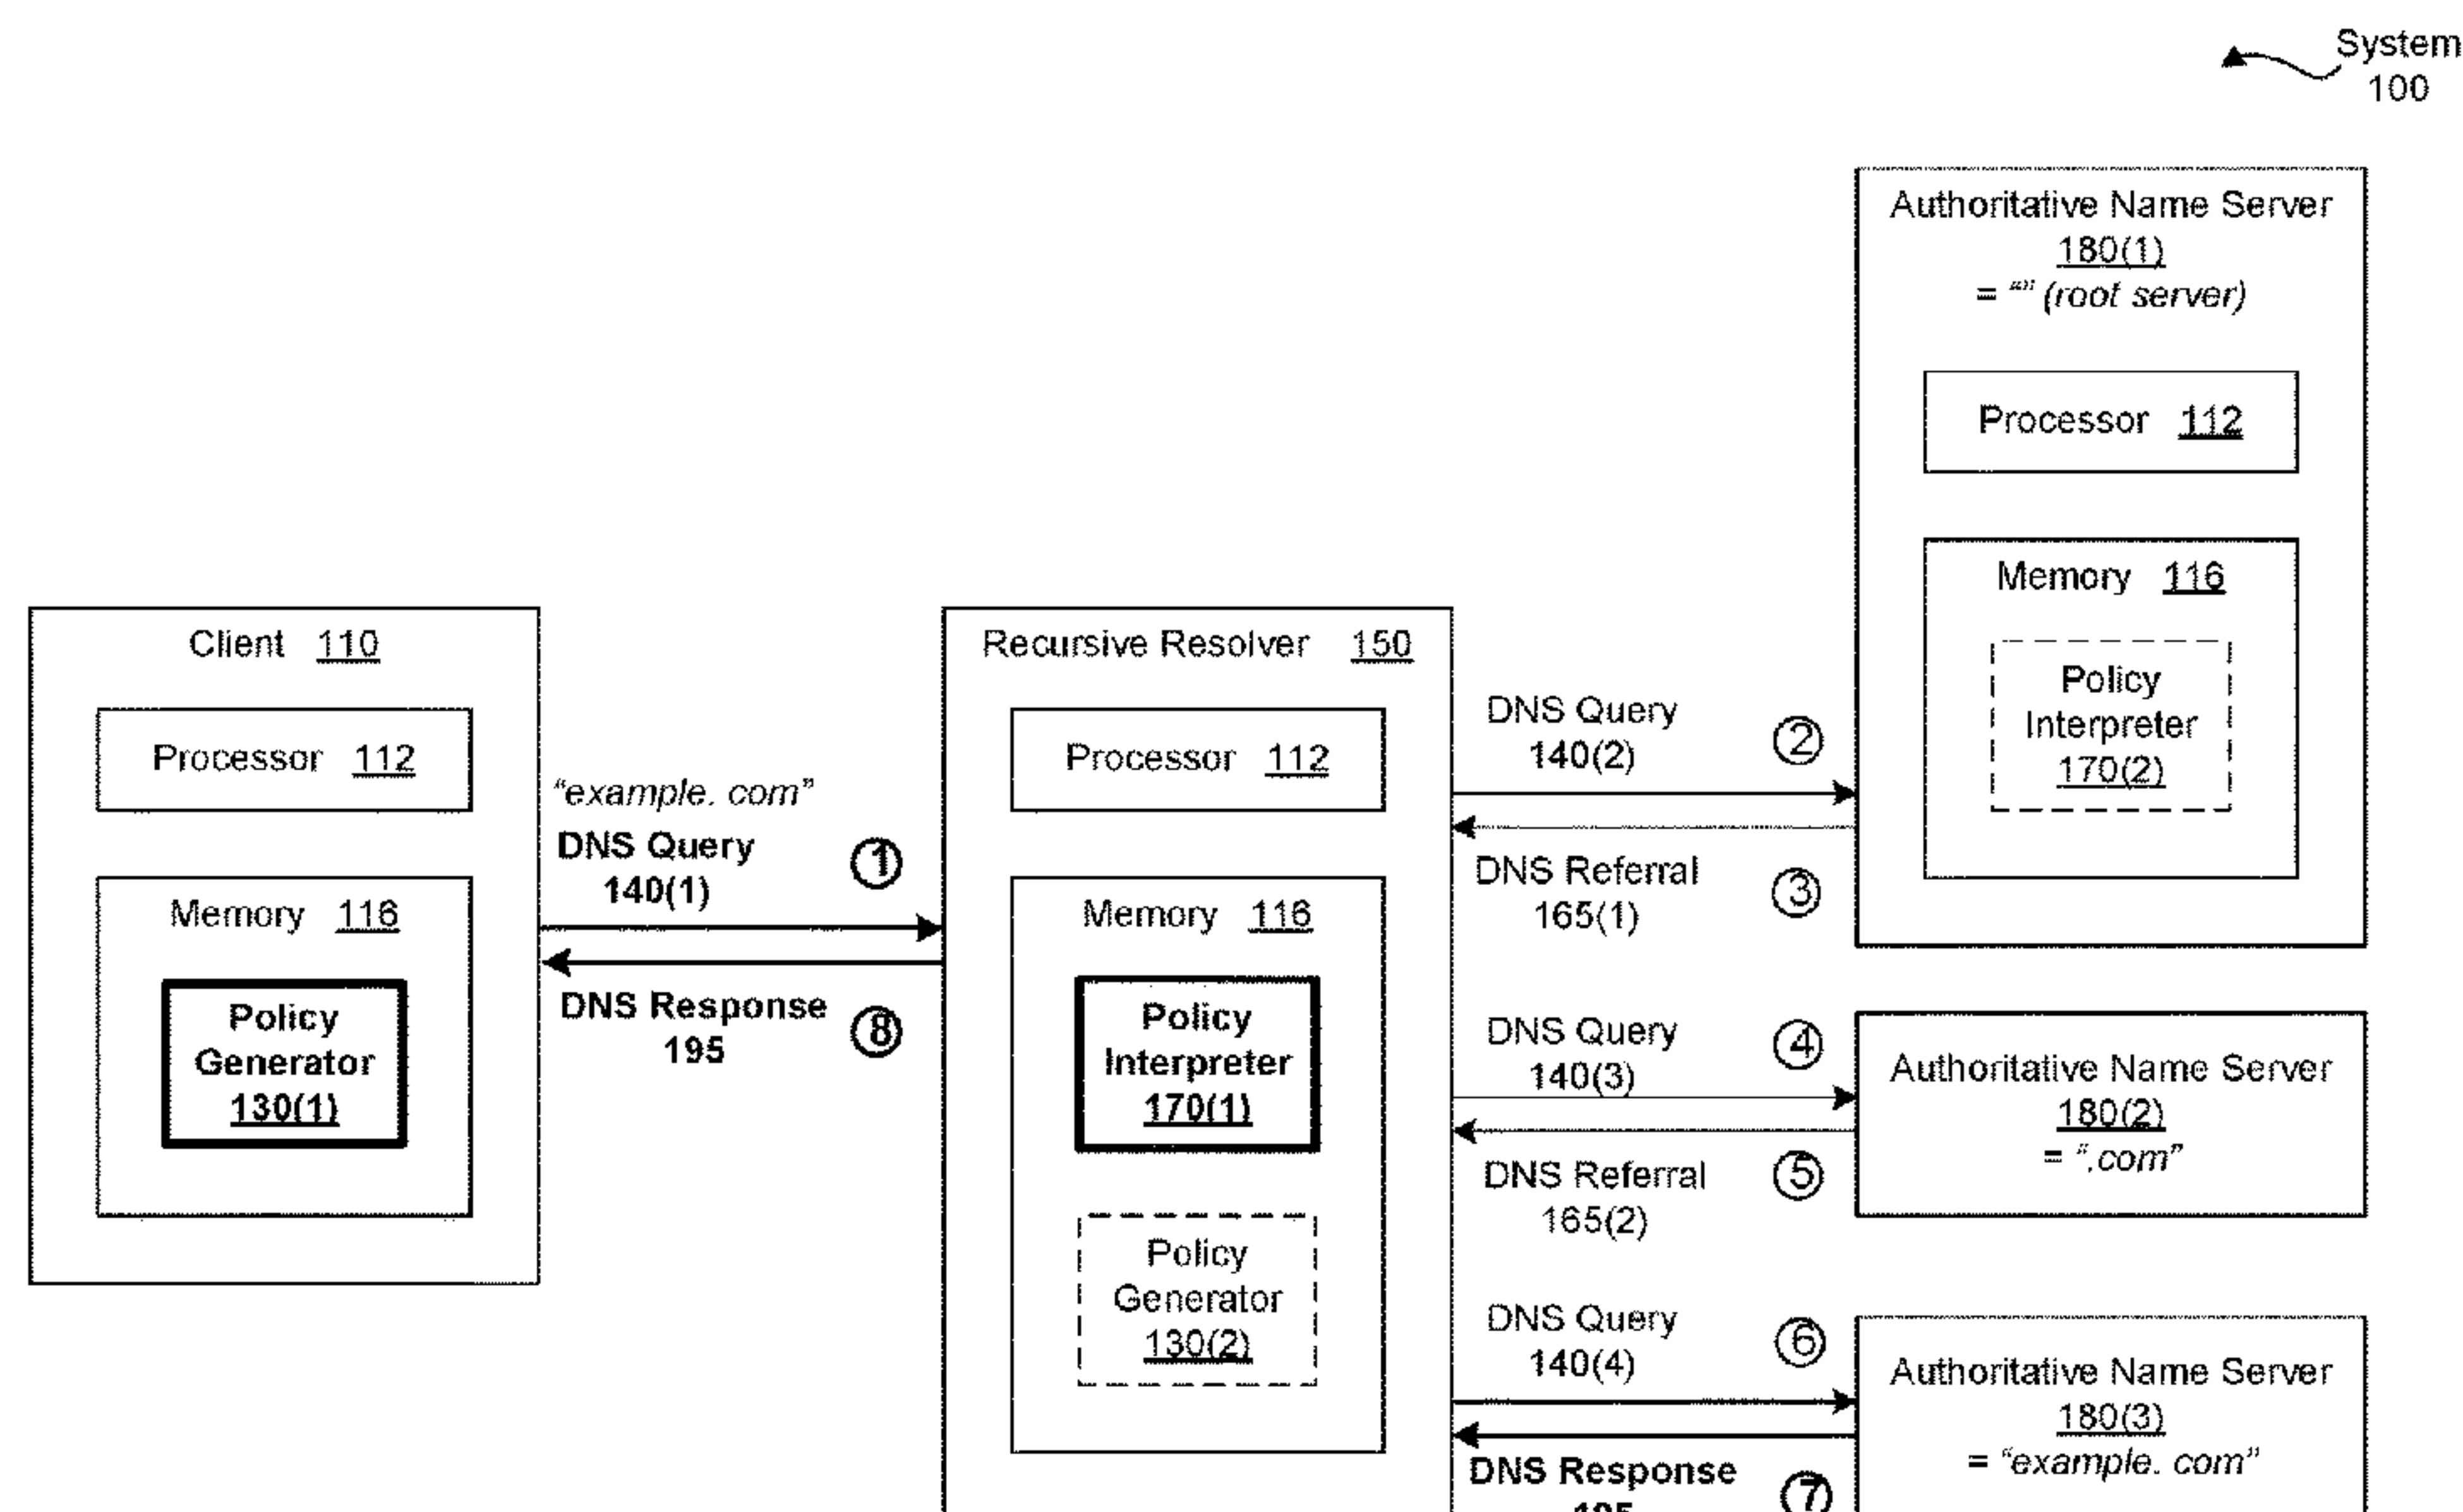 System
100
Authoritative Name Server
180(1)
= “” (root server)
Processor 112
Memory 116
Policy
Interpreter
170(2)
Client 110
Processor 112
Memory 116
Policy
Generator
130(1)
“example. com”
DNS Query
140(1)
1
DNS Response
195
8
Recursive Resolver 150
Processor 112
Memory 116
Policy
Interpreter
170(1)
Policy
Generator
130(2)
DNS Query
140(2)
2
DNS Referral
165(1)
3
DNS Query
140(3)
4
DNS Referral
165(2)
5
DNS Query
140(4)
6
DNS Response
7
Authoritative Name Server
180(2)
= “.com”
Authoritative Name Server
180(3)
= “example. com”